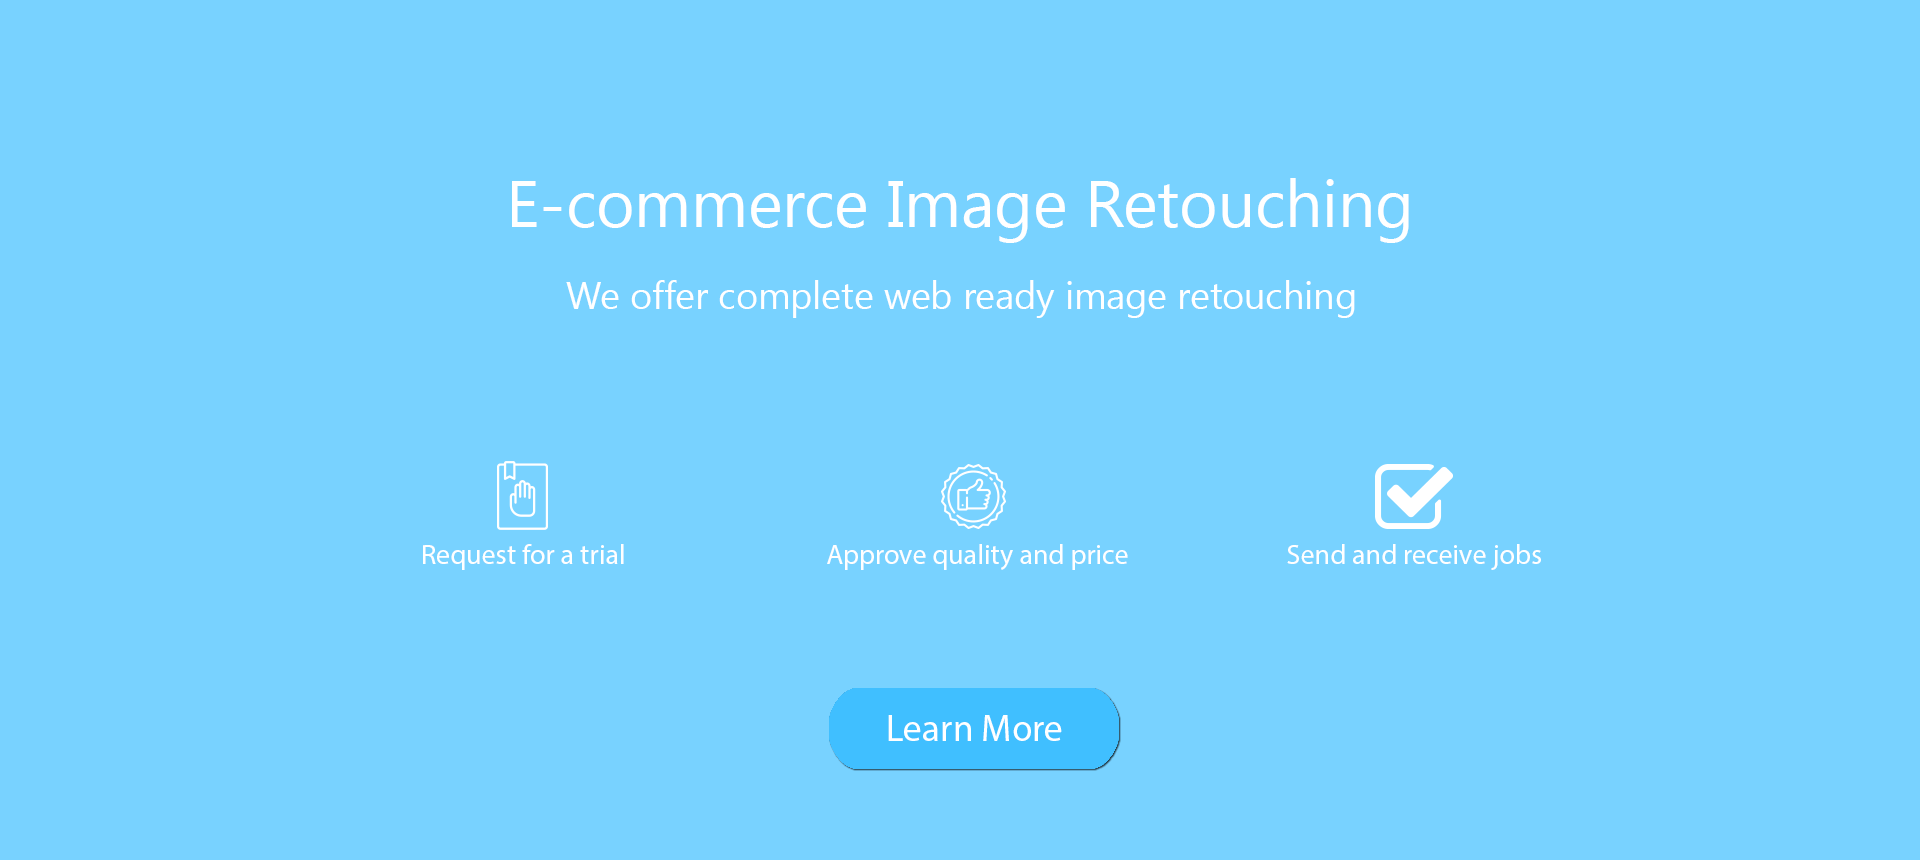 E-commerce Image Retouching
We offer complete web ready image retouching
Request for a trial
Approve quality and price
Send and receive jobs
Learn More